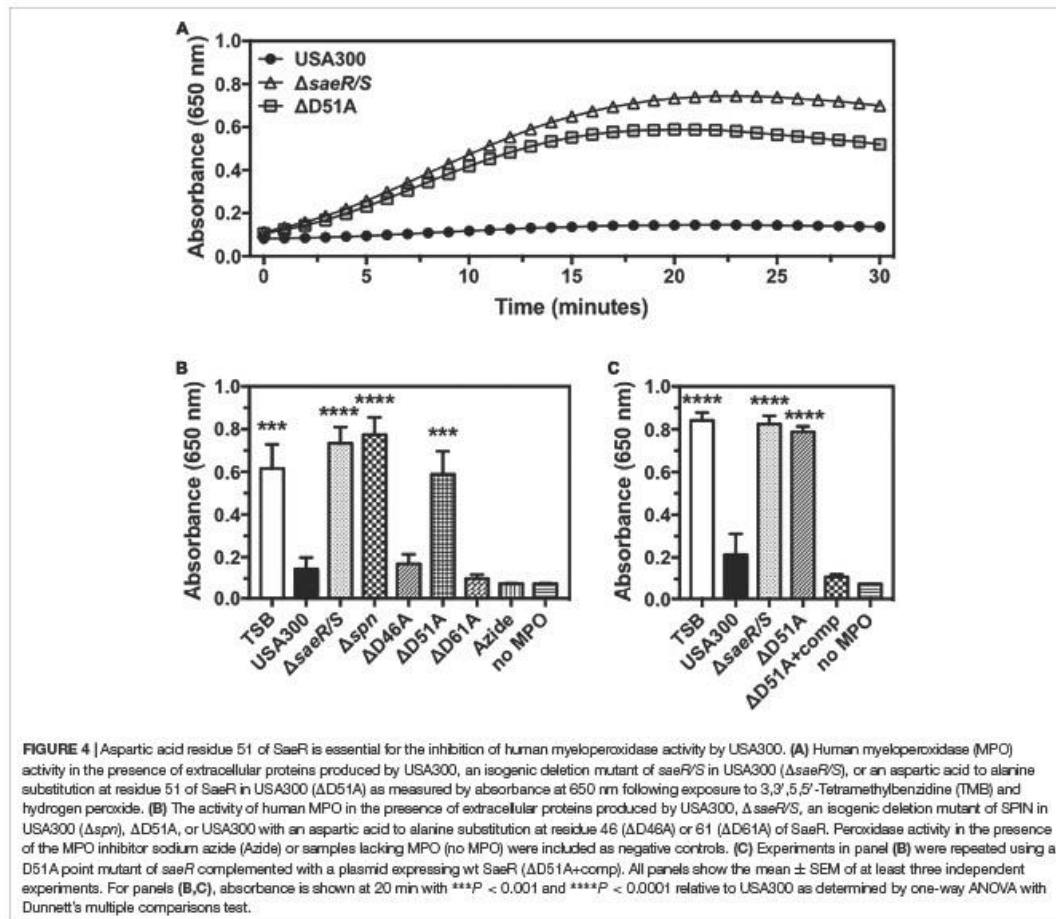 A
1.0
0.8
0.6
0.4
0.2
0.0
Absorbance (650 nm)
USA300
ΔsaeR/S
ΔD51A
0 5 10 15 20 25 30
Time (minutes)
B
1.0
0.8
0.6
0.4
0.2
0.0
Absorbance (650 nm)
*** **** **** ***
TSB
USA300
ΔsaeR/S
Δspn
ΔD46A
ΔD51A
ΔD61A
Azide
no MPO
C
1.0
0.8
0.6
0.4
0.2
0.0
Absorbance (650 nm)
**** **** ****
TSB
USA300
ΔsaeR/S
ΔD51A
ΔD51A+comp
no MPO
FIGURE 4 | Aspartic acid residue 51 of SaeR is essential for the inhibition of human myeloperoxidase activity by USA300. (A) Human myeloperoxidase (MPO)
activity in the presence of extracellular proteins produced by USA300, an isogenic deletion mutant of saeR/S in USA300 (ΔsaeR/S), or an aspartic acid to alanine
substitution at residue 51 of SaeR in USA300 (ΔD51A) as measured by absorbance at 650 nm following exposure to 3,3′,5,5′-Tetramethylbenzidine (TMB) and
hydrogen peroxide. (B) The activity of human MPO in the presence of extracellular proteins produced by USA300, ΔsaeR/S, an isogenic deletion mutant of SPIN in
USA300 (Δspn), ΔD51A, or USA300 with an aspartic acid to alanine substitution at residue 46 (ΔD46A) or 61 (ΔD61A) of SaeR. Peroxidase activity in the presence
of the MPO inhibitor sodium azide (Azide) or samples lacking MPO (no MPO) were included as negative controls. (C) Experiments in panel (B) were repeated using a
D51A point mutant of saeR complemented with a plasmid expressing wt SaeR (ΔD51A+comp). All panels show the mean ± SEM of at least three independent
experiments. For panels (B,C), absorbance is shown at 20 min with ***P < 0.001 and ****P < 0.0001 relative to USA300 as determined by one-way ANOVA with
Dunnett's multiple comparisons test.